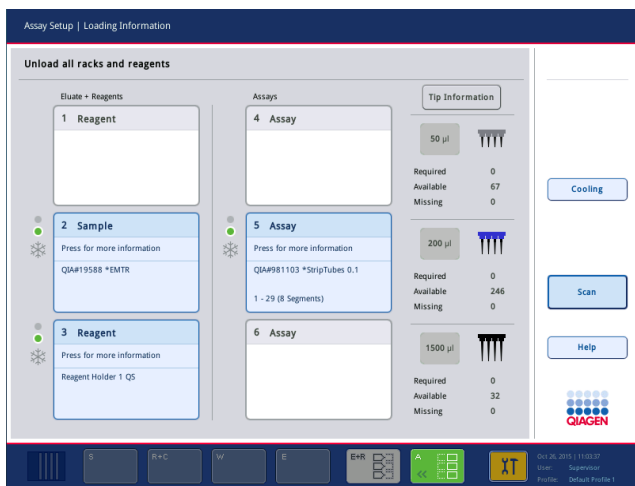 Assay Setup | Loading Information
Unload all racks and reagents
Eluate + Reagents
Assays
Tip Information
1 Reagent
4 Assay
50 µl
Required 0
Available 67
Missing 0
Cooling
2 Sample
Press for more information
QIA#19588 *EMTR
5 Assay
Press for more information
QIA#981103 *StripTubes 0.1
1 - 29 (8 Segments)
200 µl
Required 0
Available 246
Missing 0
Scan
3 Reagent
Press for more information
Reagent Holder 1 QS
6 Assay
1500 µl
Required 0
Available 32
Missing 0
Help
QIAGEN
S
R+C
W
E
E+R
A
Oct 26, 2015 | 11:03:37
User: Supervisor
Profile: Default Profile 1